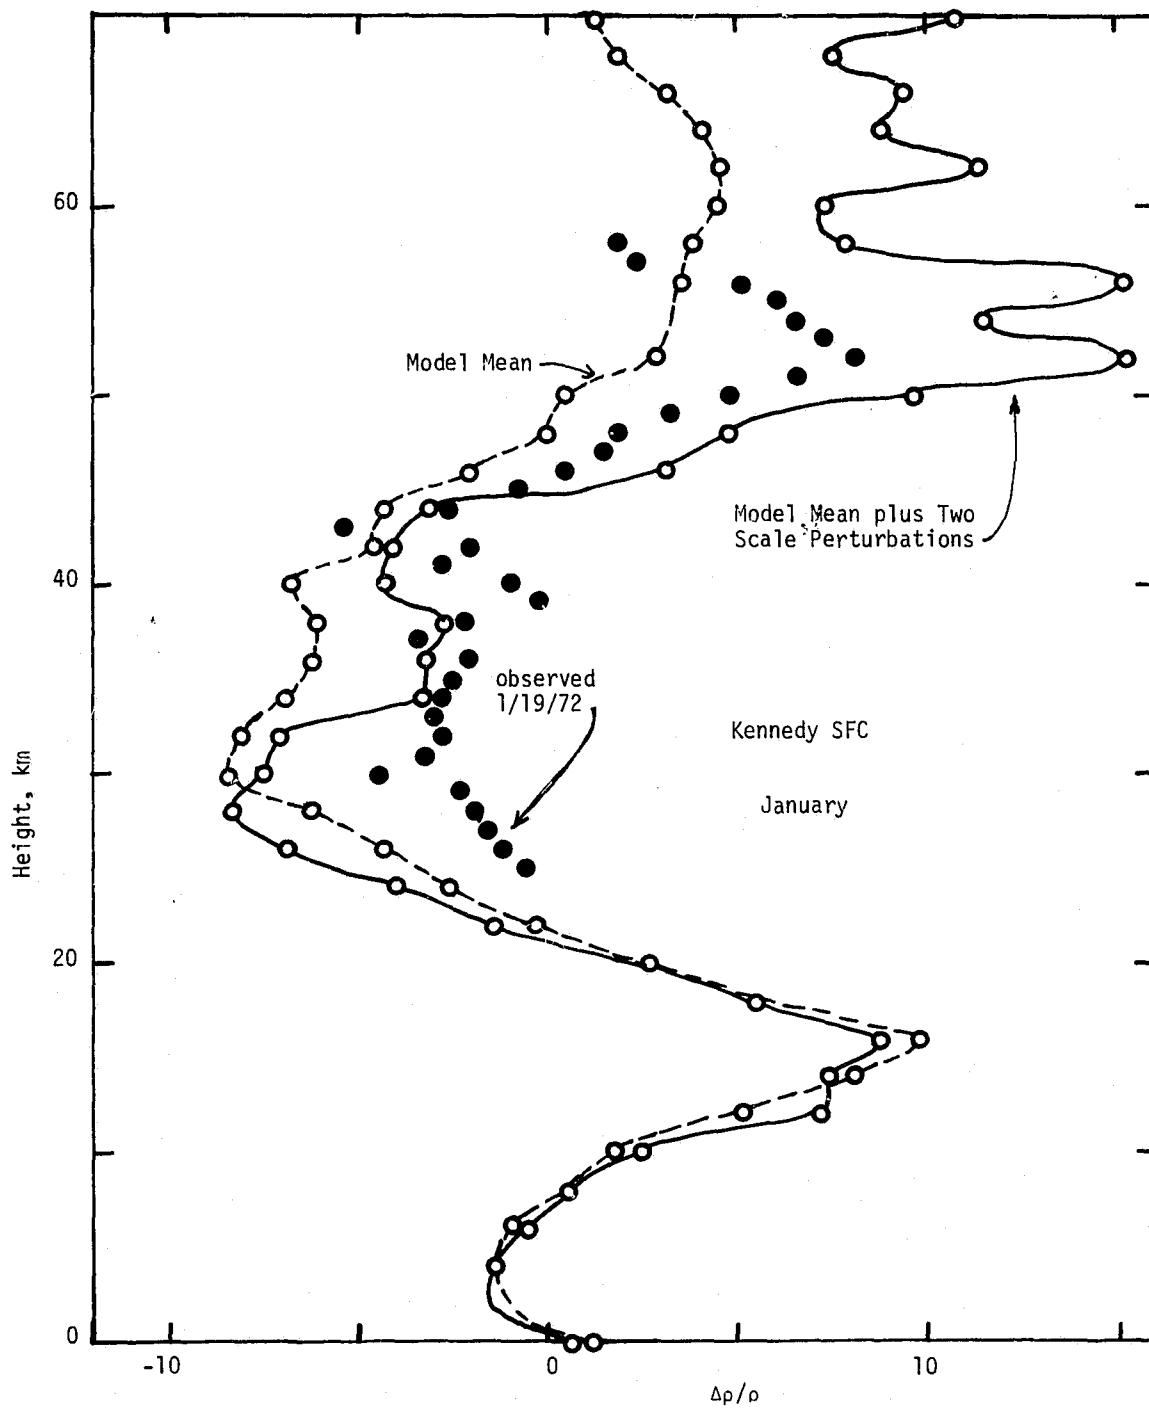 60
Model Mean
Model Mean plus Two
Scale Perturbations
40
observed
1/19/72
Kennedy SFC
January
Height, km
20
0
-10
0
10
Δρ/ρ